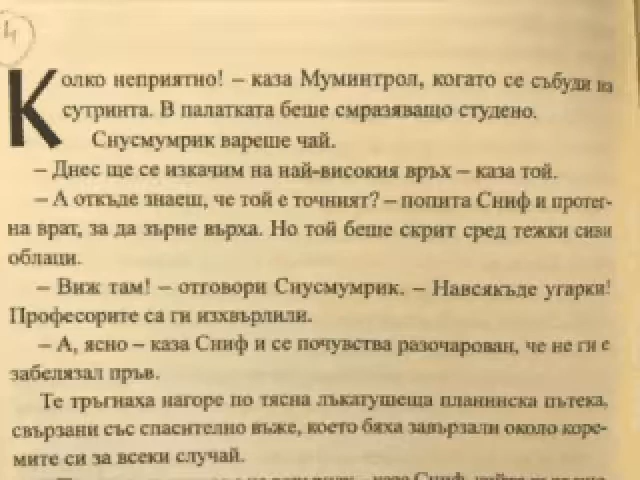 4
Колко неприятно! – каза Муминтрол, когато се събуди на
сутринта. В палатката беше смразяващо студено.
Снусмумрик вареше чай.
– Днес ще се изкачим на най-високия връх – каза той.
– А откъде знаеш, че той е точният? – попита Сниф и протег-
на врат, за да зърне върха. Но той беше скрит сред тежки сиви
облаци.
– Виж там! – отговори Снусмумрик. – Навсякъде угарки!
Професорите са ги изхвърлили.
– А, ясно – каза Сниф и се почувства разочарован, че не ги е
забелязал пръв.
Те тръгнаха нагоре по тясна лъкатушеща планинска пътека,
свързани със спасително въже, което бяха завързали около коре-
мите си за всеки случай.